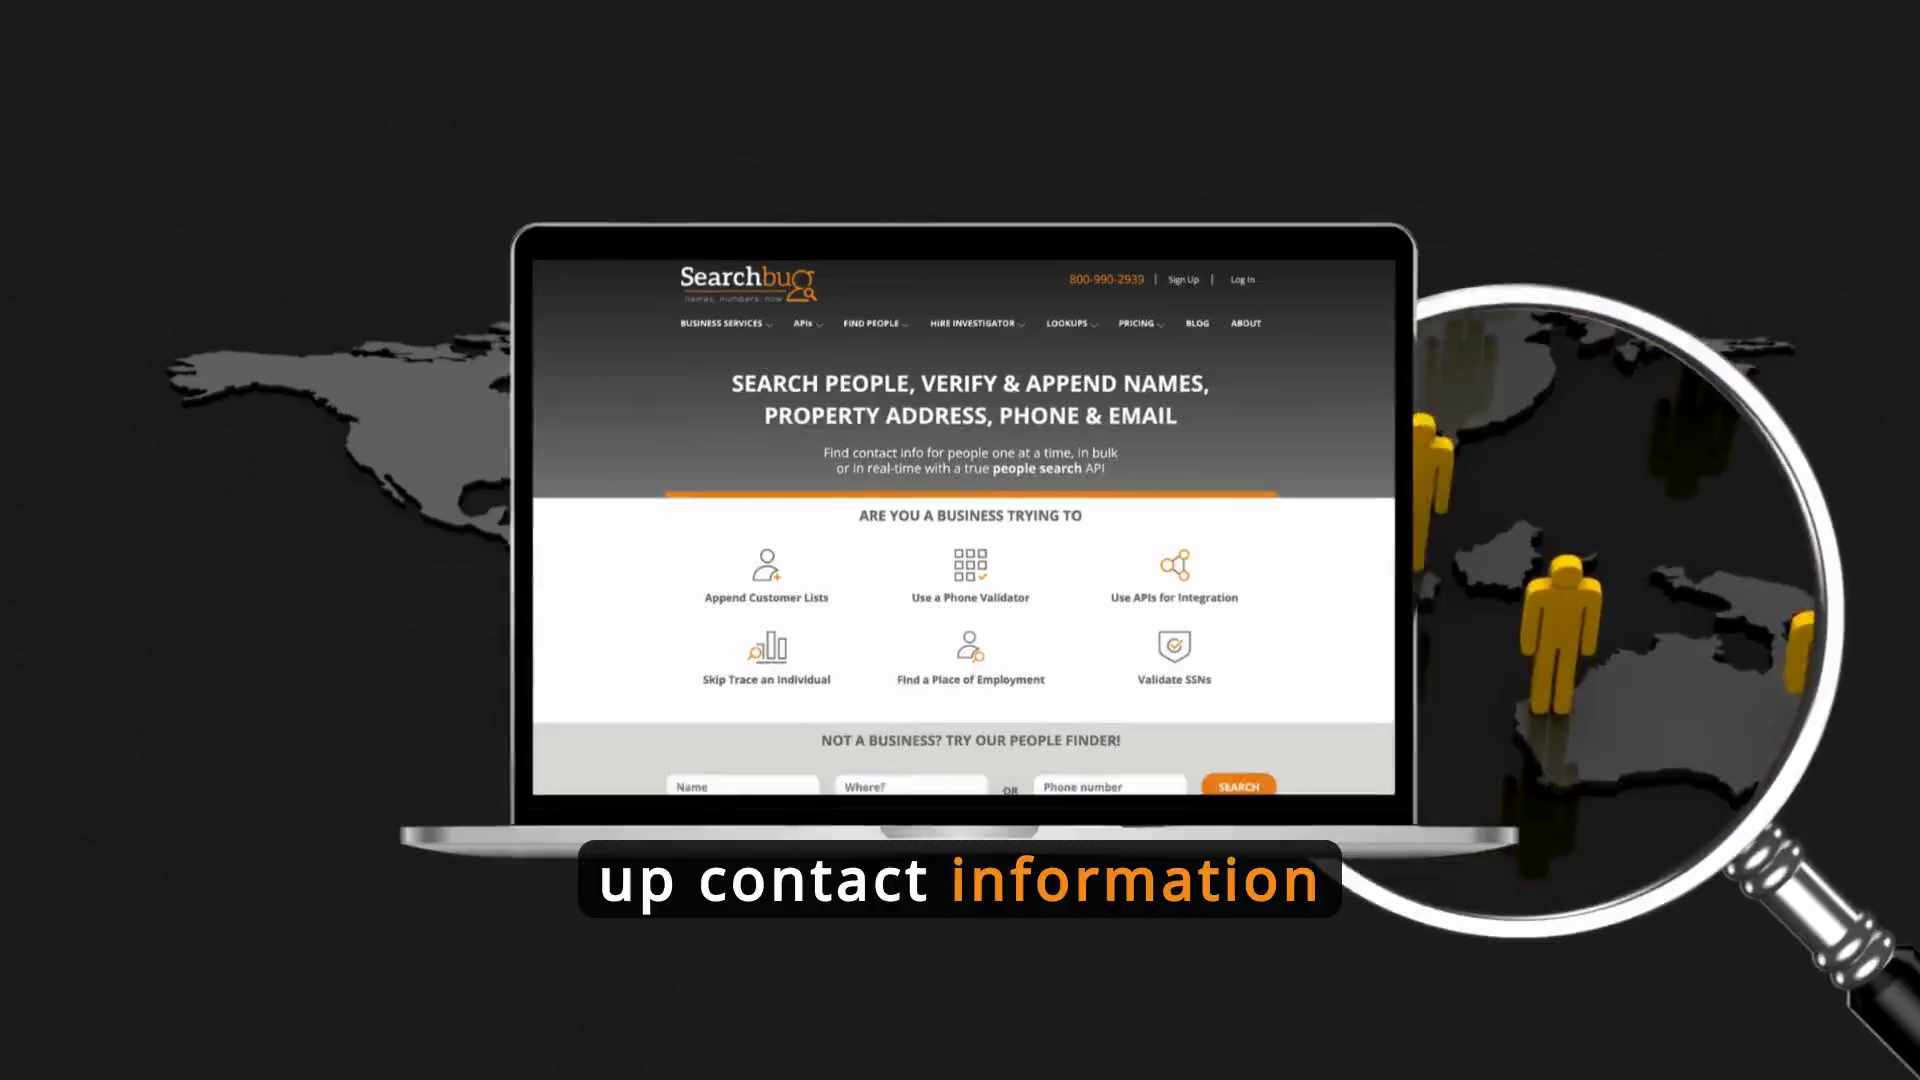 Searchbug
names. numbers. now
800-990-2939 | Sign Up | Log In
BUSINESS SERVICES APIs FIND PEOPLE HIRE INVESTIGATOR LOOKUPS PRICING BLOG ABOUT
SEARCH PEOPLE, VERIFY & APPEND NAMES,
PROPERTY ADDRESS, PHONE & EMAIL
Find contact info for people one at a time, in bulk
or in real-time with a true people search API
ARE YOU A BUSINESS TRYING TO
Append Customer Lists
Use a Phone Validator
Use APIs for Integration
Skip Trace an Individual
Find a Place of Employment
Validate SSNs
NOT A BUSINESS? TRY OUR PEOPLE FINDER!
Name Where? OR Phone number SEARCH
up contact information